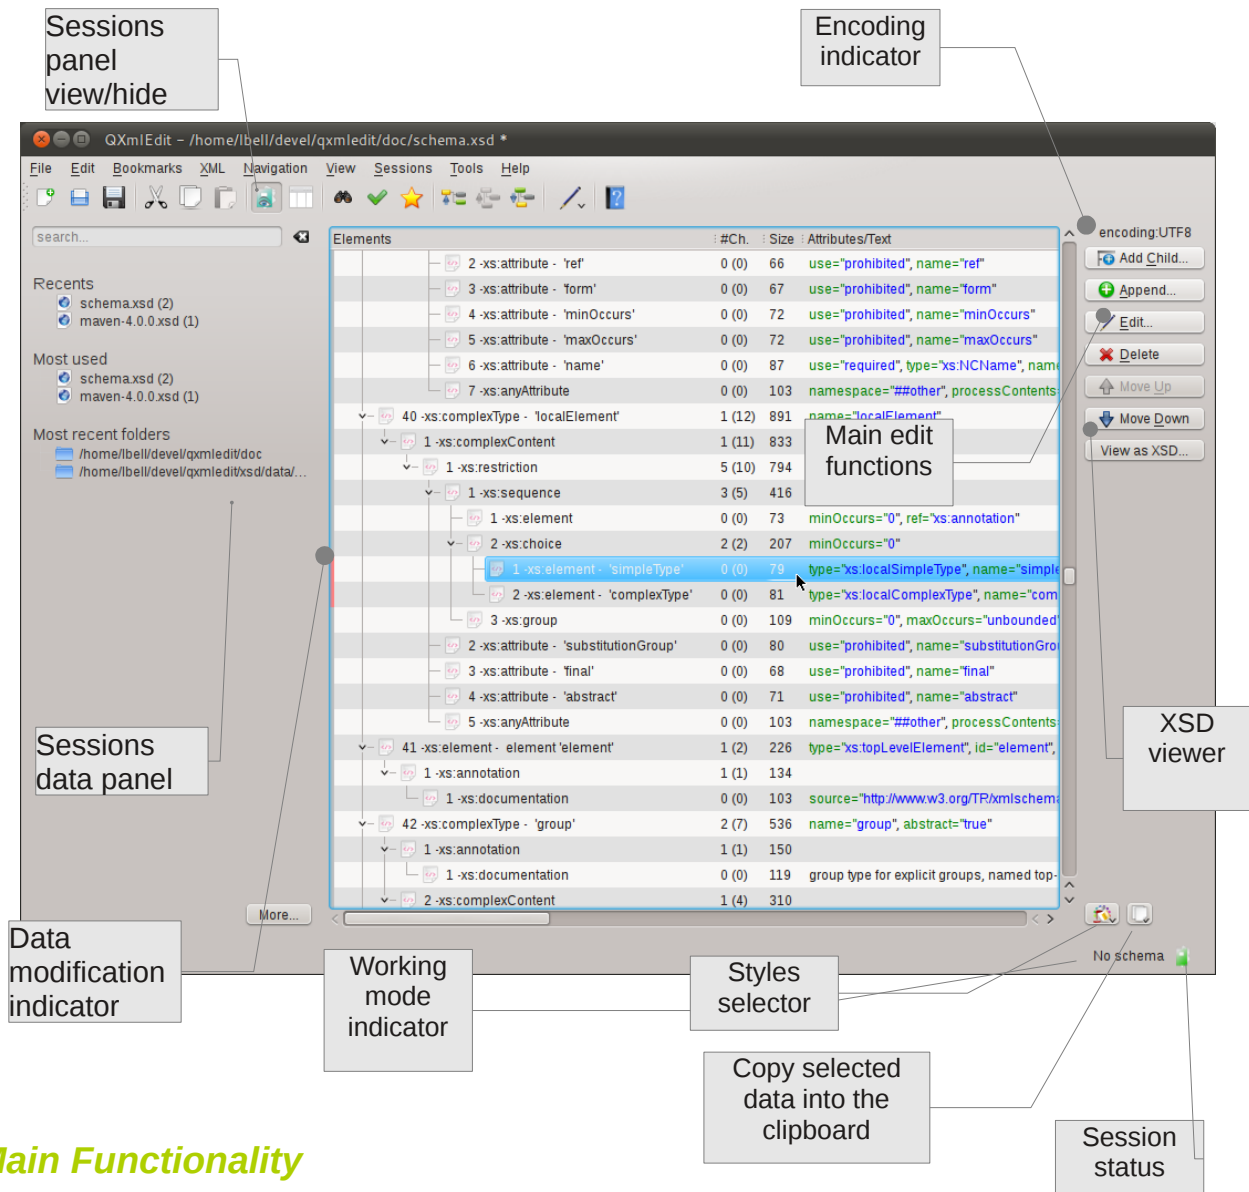 Sessions
panel
view/hide
Encoding
indicator
QXmlEdit – /home/lbell/devel/qxmledit/doc/schema.xsd *
File Edit Bookmarks XML Navigation View Sessions Tools Help
search...
encoding:UTF8
Recents
schema.xsd (2)
maven-4.0.0.xsd (1)
Most used
schema.xsd (2)
maven-4.0.0.xsd (1)
Most recent folders
/home/lbell/devel/qxmledit/doc
/home/lbell/devel/qxmledit/xsd/data/...
More...
Elements #Ch. Size Attributes/Text
2 -xs:attribute - 'ref' 0 (0) 66 use="prohibited", name="ref"
3 -xs:attribute - 'form' 0 (0) 67 use="prohibited", name="form"
4 -xs:attribute - 'minOccurs' 0 (0) 72 use="prohibited", name="minOccurs"
5 -xs:attribute - 'maxOccurs' 0 (0) 72 use="prohibited", name="maxOccurs"
6 -xs:attribute - 'name' 0 (0) 87 use="required", type="xs:NCName", name
7 -xs:anyAttribute 0 (0) 103 namespace="##other", processContents
40 -xs:complexType - 'localElement' 1 (12) 891 name="localElement"
1 -xs:complexContent 1 (11) 833
1 -xs:restriction 5 (10) 794
1 -xs:sequence 3 (5) 416
1 -xs:element 0 (0) 73 minOccurs="0", ref="xs:annotation"
2 -xs:choice 2 (2) 207 minOccurs="0"
1 -xs:element - 'simpleType' 0 (0) 79 type="xs:localSimpleType", name="simple
2 -xs:element - 'complexType' 0 (0) 81 type="xs:localComplexType", name="com
3 -xs:group 0 (0) 109 minOccurs="0", maxOccurs="unbounded"
2 -xs:attribute - 'substitutionGroup' 0 (0) 80 use="prohibited", name="substitutionGro
3 -xs:attribute - 'final' 0 (0) 68 use="prohibited", name="final"
4 -xs:attribute - 'abstract' 0 (0) 71 use="prohibited", name="abstract"
5 -xs:anyAttribute 0 (0) 103 namespace="##other", processContents
41 -xs:element - element 'element' 1 (2) 226 type="xs:topLevelElement", id="element",
1 -xs:annotation 1 (1) 134
1 -xs:documentation 0 (0) 103 source="http://www.w3.org/TR/xmlschema
42 -xs:complexType - 'group' 2 (7) 536 name="group", abstract="true"
1 -xs:annotation 1 (1) 150
1 -xs:documentation 0 (0) 119 group type for explicit groups, named top-
2 -xs:complexContent 1 (4) 310
Add Child...
Append...
Edit...
Delete
Move Up
Move Down
View as XSD...
Main edit
functions
XSD
viewer
Sessions
data panel
Data
modification
indicator
Working
mode
indicator
Styles
selector
No schema
Copy selected
data into the
clipboard
Session
status
Main Functionality